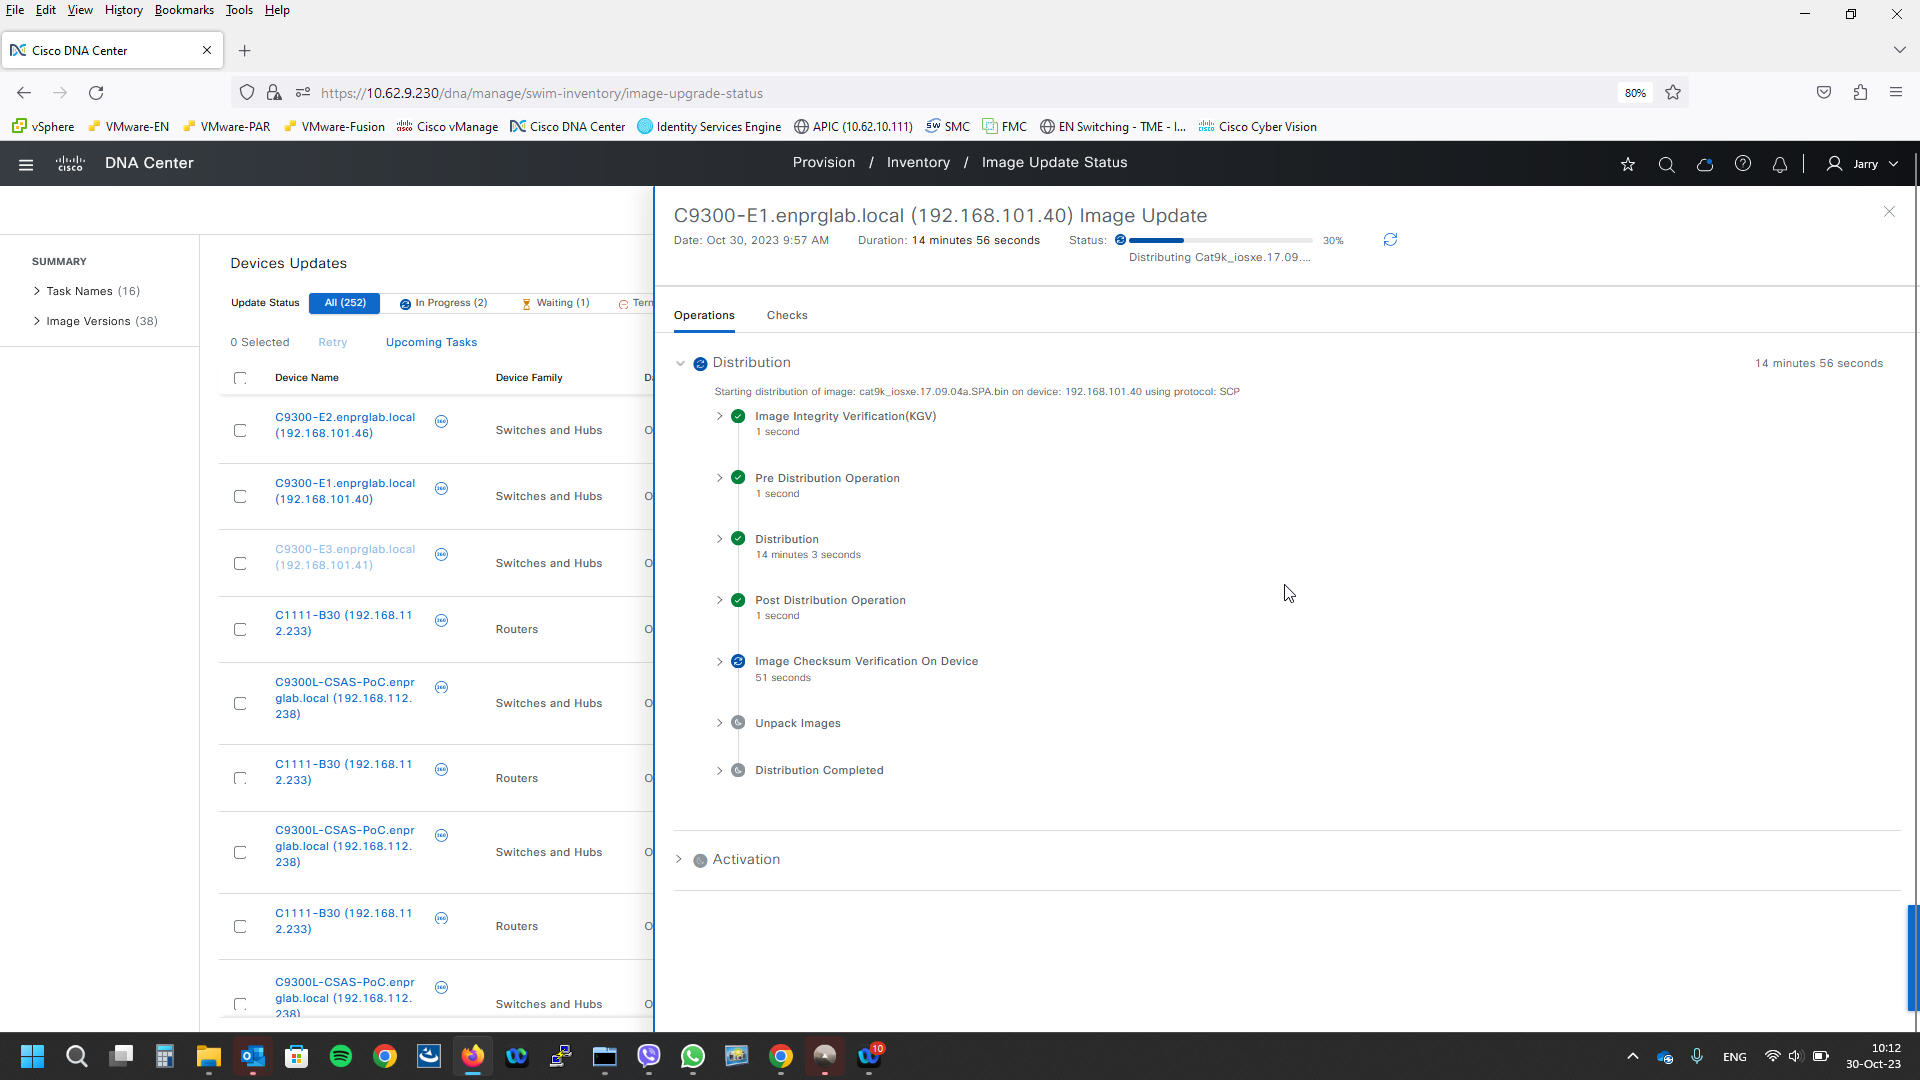 File Edit View History Bookmarks Tools Help
Cisco DNA Center
https://10.62.9.230/dna/manage/swim-inventory/image-upgrade-status
80%
vSphere VMware-EN VMware-PAR VMware-Fusion Cisco vManage Cisco DNA Center Identity Services Engine APIC (10.62.10.111) SMC FMC EN Switching - TME - I... Cisco Cyber Vision
cisco DNA Center
Provision / Inventory / Image Update Status
Jarry
SUMMARY
Task Names (16)
Image Versions (38)
Devices Updates
Update Status All (252) In Progress (2) Waiting (1) Tern
0 Selected Retry Upcoming Tasks
Device Name Device Family D
C9300-E2.enprglab.local
(192.168.101.46)
Switches and Hubs O
C9300-E1.enprglab.local
(192.168.101.40)
Switches and Hubs O
C9300-E3.enprglab.local
(192.168.101.41)
Switches and Hubs O
C1111-B30 (192.168.11
2.233)
Routers O
C9300L-CSAS-PoC.enpr
glab.local (192.168.112.
238)
Switches and Hubs O
C1111-B30 (192.168.11
2.233)
Routers O
C9300L-CSAS-PoC.enpr
glab.local (192.168.112.
238)
Switches and Hubs O
C1111-B30 (192.168.11
2.233)
Routers O
C9300L-CSAS-PoC.enpr
glab.local (192.168.112.
238)
Switches and Hubs O
C9300-E1.enprglab.local (192.168.101.40) Image Update
Date: Oct 30, 2023 9:57 AM Duration: 14 minutes 56 seconds Status: 30%
Distributing Cat9k_iosxe.17.09....
Operations Checks
Distribution 14 minutes 56 seconds
Starting distribution of image: cat9k_iosxe.17.09.04a.SPA.bin on device: 192.168.101.40 using protocol: SCP
Image Integrity Verification(KGV)
1 second
Pre Distribution Operation
1 second
Distribution
14 minutes 3 seconds
Post Distribution Operation
1 second
Image Checksum Verification On Device
51 seconds
Unpack Images
Distribution Completed
Activation
10
ENG
10:12
30-Oct-23